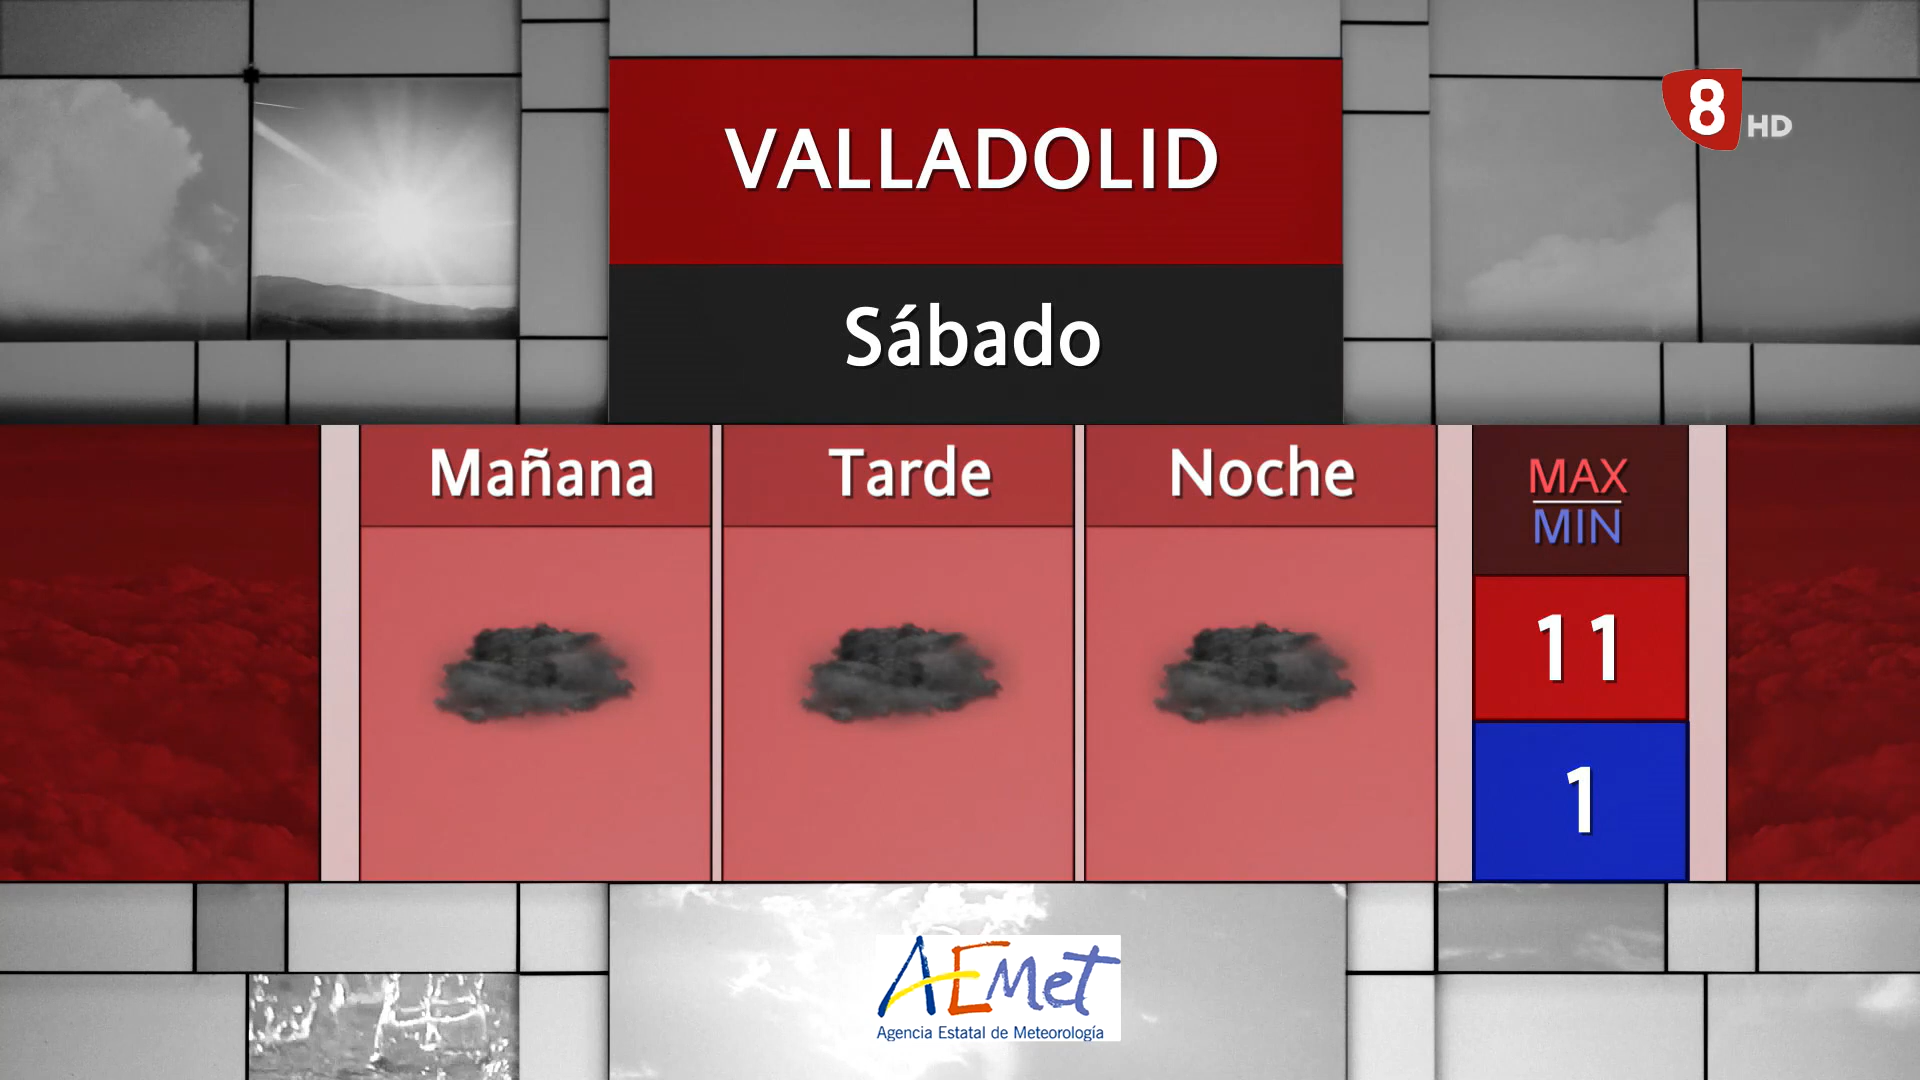 VALLADOLID
8 HD
Sábado
Mañana
Tarde
Noche
MAX
MIN
11
1
AEMet
Agencia Estatal de Meteorología